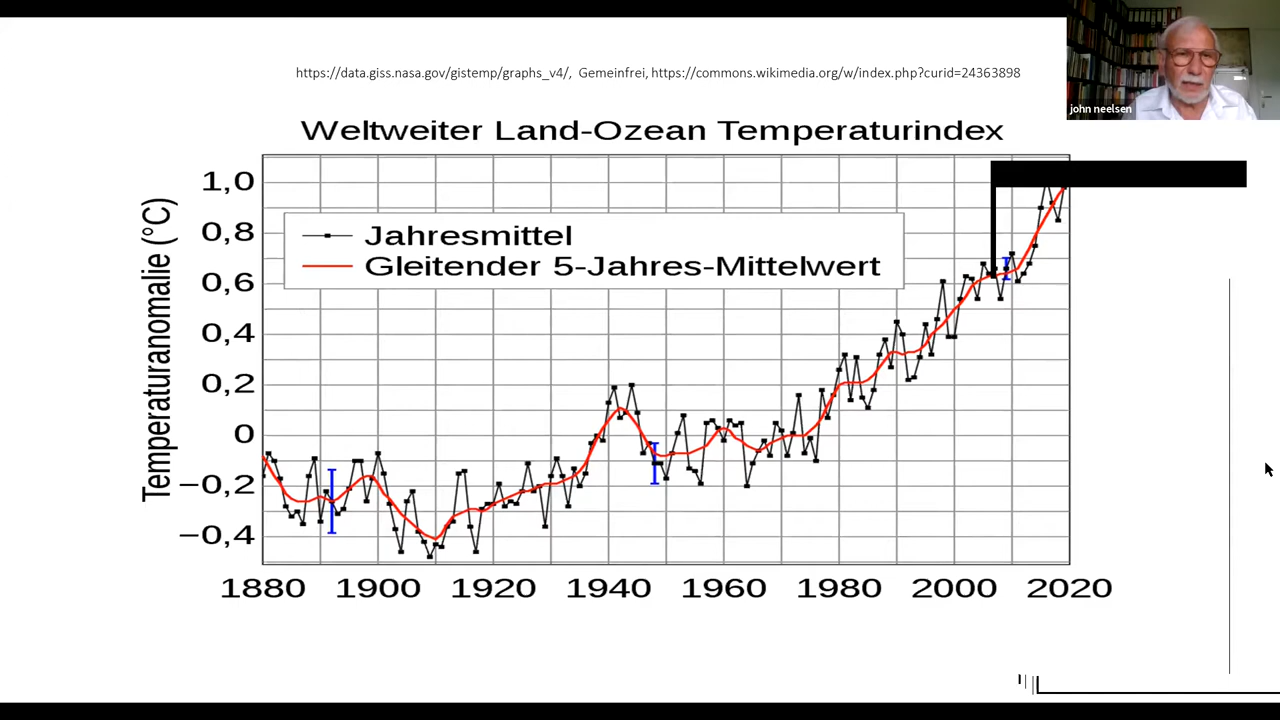 https://data.giss.nasa.gov/gistemp/graphs_v4/, Gemeinfrei, https://commons.wikimedia.org/w/index.php?curid=24363898
john neelsen
Weltweiter Land-Ozean Temperaturindex
Temperaturanomalie (°C)
1,0
0,8
0,6
0,4
0,2
0
−0,2
−0,4
Jahresmittel
Gleitender 5-Jahres-Mittelwert
1880 1900 1920 1940 1960 1980 2000 2020